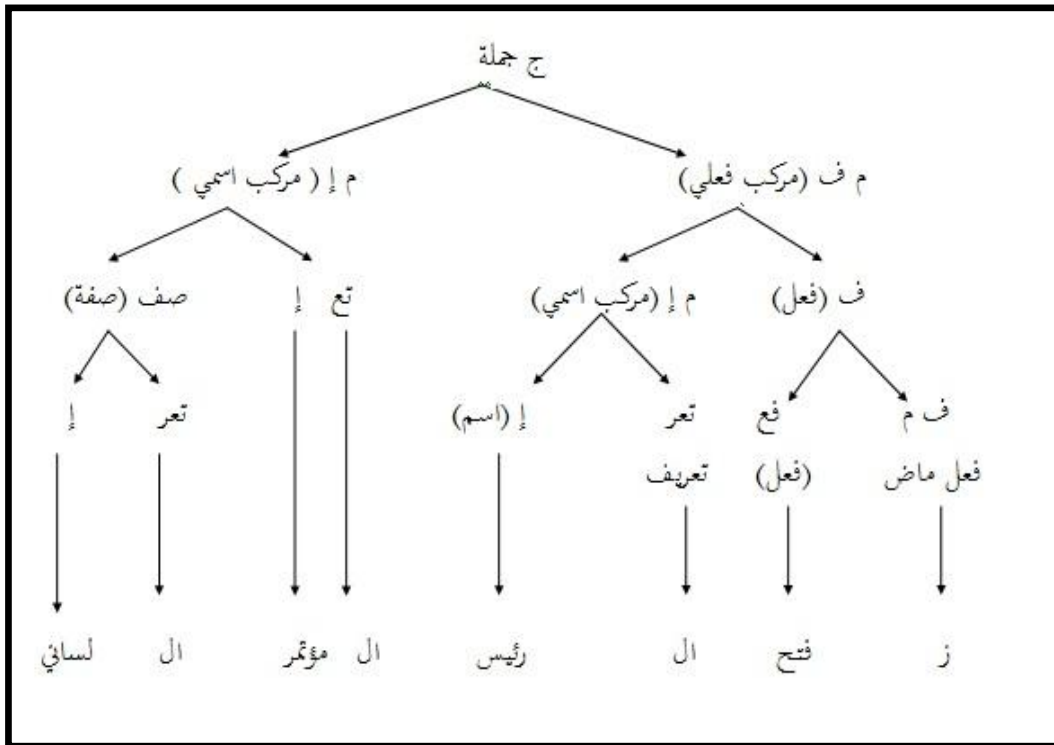 ج جملة
م ف (مركب فعلي) م إ ( مركب اسمي )
ف (فعل) م إ (مركب اسمي) تع إ صف (صفة)
ف م فع تعر إ (اسم) تعر إ
فعل ماض (فعل) تعريف
ز فتح ال رئيس ال مؤتمر ال لساني